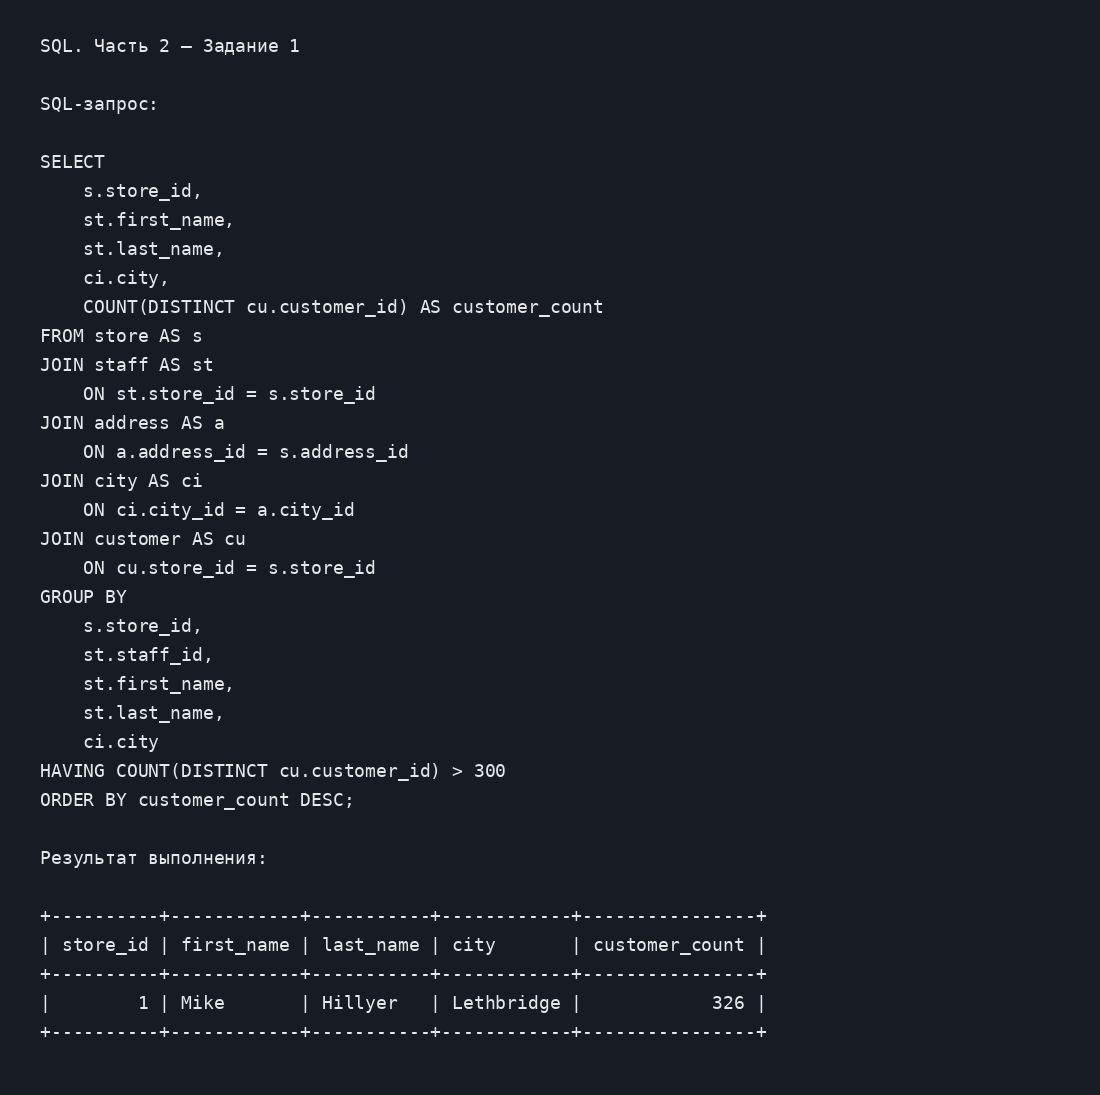 SQL. Часть 2 — Задание 1
SQL-запрос:
SELECT
    s.store_id,
    st.first_name,
    st.last_name,
    ci.city,
    COUNT(DISTINCT cu.customer_id) AS customer_count
FROM store AS s
JOIN staff AS st
    ON st.store_id = s.store_id
JOIN address AS a
    ON a.address_id = s.address_id
JOIN city AS ci
    ON ci.city_id = a.city_id
JOIN customer AS cu
    ON cu.store_id = s.store_id
GROUP BY
    s.store_id,
    st.staff_id,
    st.first_name,
    st.last_name,
    ci.city
HAVING COUNT(DISTINCT cu.customer_id) > 300
ORDER BY customer_count DESC;
Результат выполнения:
+----------+------------+-----------+------------+----------------+
| store_id | first_name | last_name | city       | customer_count |
+----------+------------+-----------+------------+----------------+
|        1 | Mike       | Hillyer   | Lethbridge |            326 |
+----------+------------+-----------+------------+----------------+